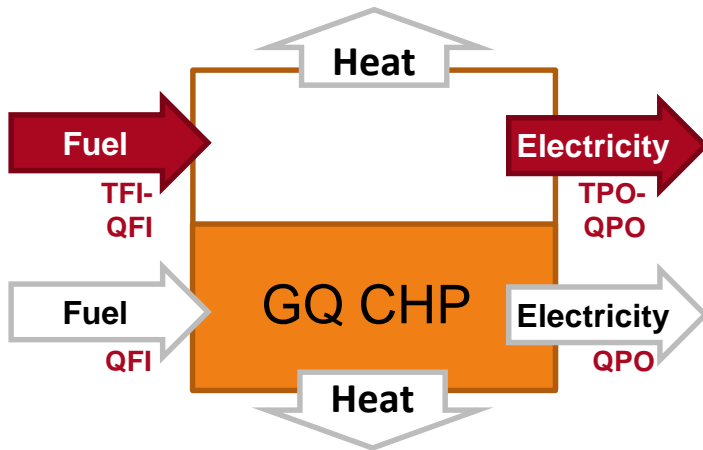 Heat
Fuel
Electricity
TFI-
QFI
TPO-
QPO
GQ CHP
Fuel
Electricity
QFI
QPO
Heat